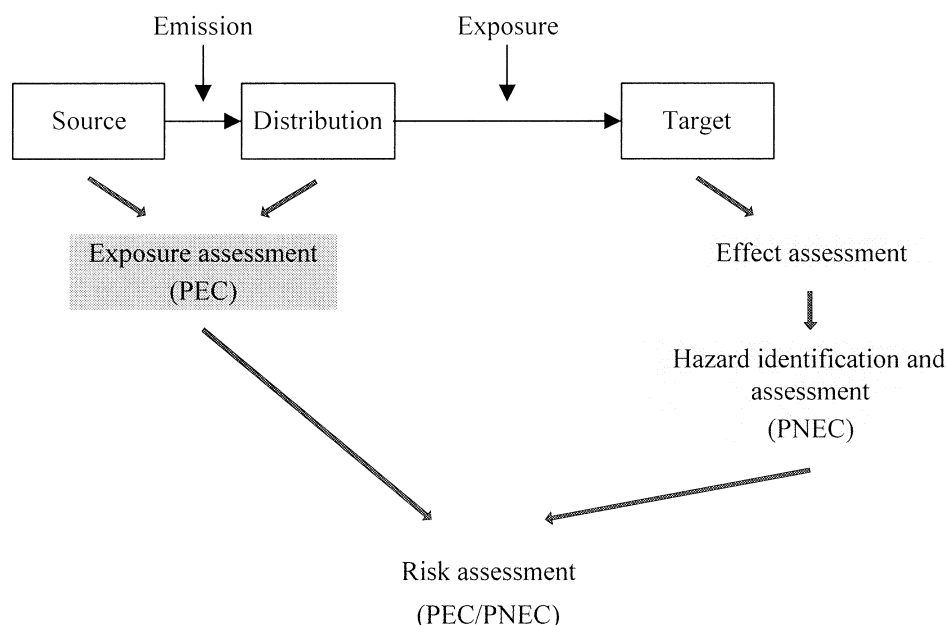 Emission
Exposure
Source
Distribution
Target
Exposure assessment
(PEC)
Effect assessment
Hazard identification and
assessment
(PNEC)
Risk assessment
(PEC/PNEC)